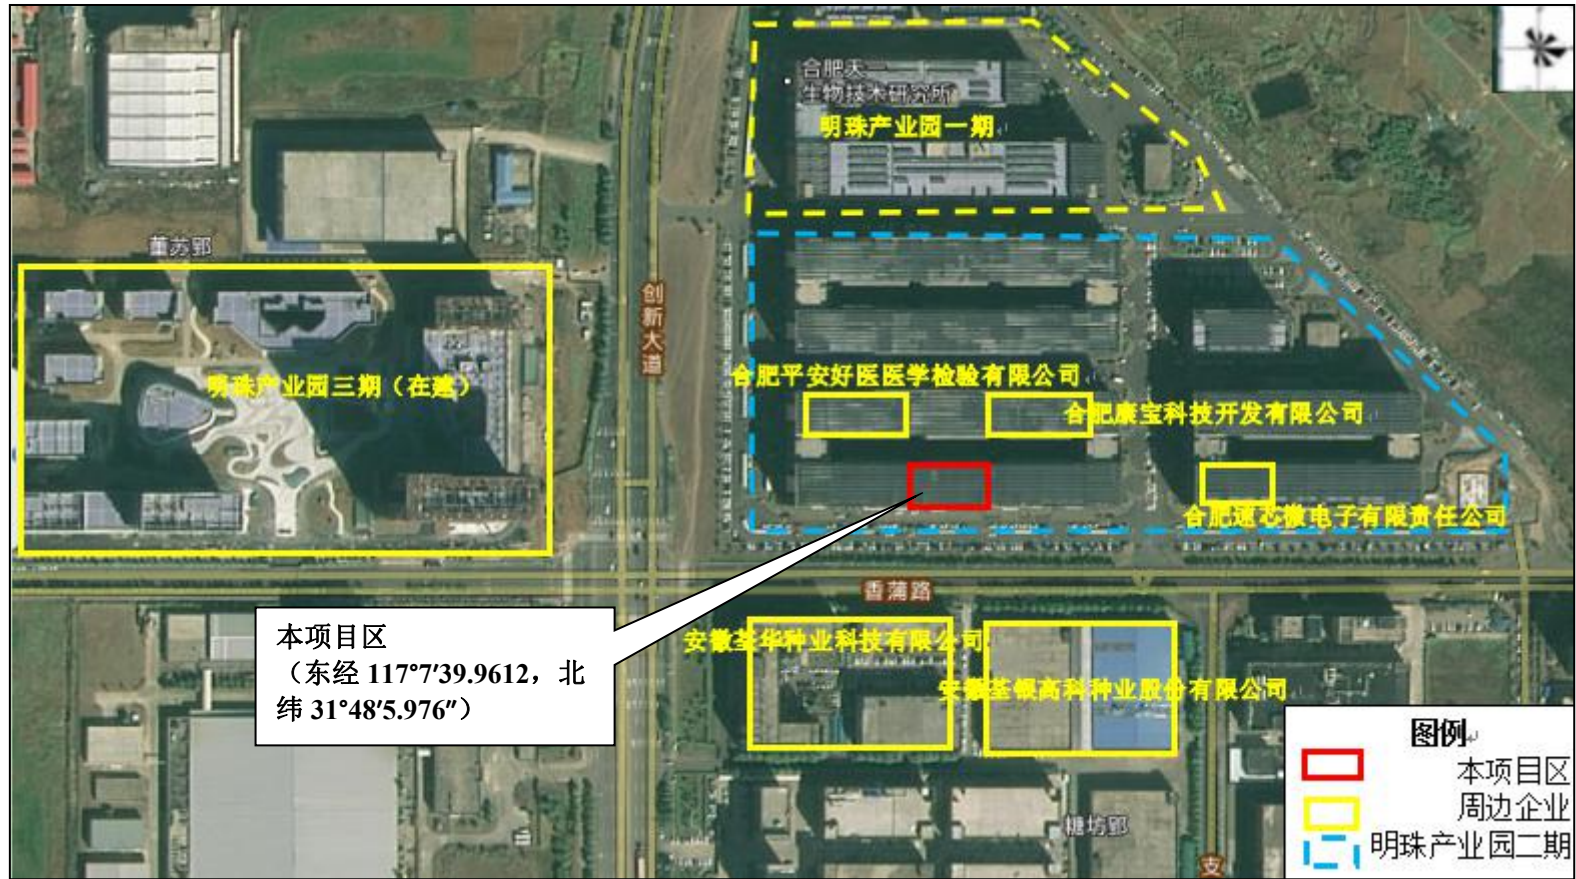 合肥天一
生物技术研究所
明珠产业园一期
董苏郢
创新大道
合肥平安好医医学检验有限公司
明珠产业园三期（在建）
合肥康宝科技开发有限公司
合肥速芯微电子有限责任公司
香蒲路
本项目区
（东经 117°7′39.9612，北
纬 31°48′5.976″）
安徽荃华种业科技有限公司
安徽荃银高科种业股份有限公司
图例
本项目区
周边企业
明珠产业园二期
糖坊郢
支